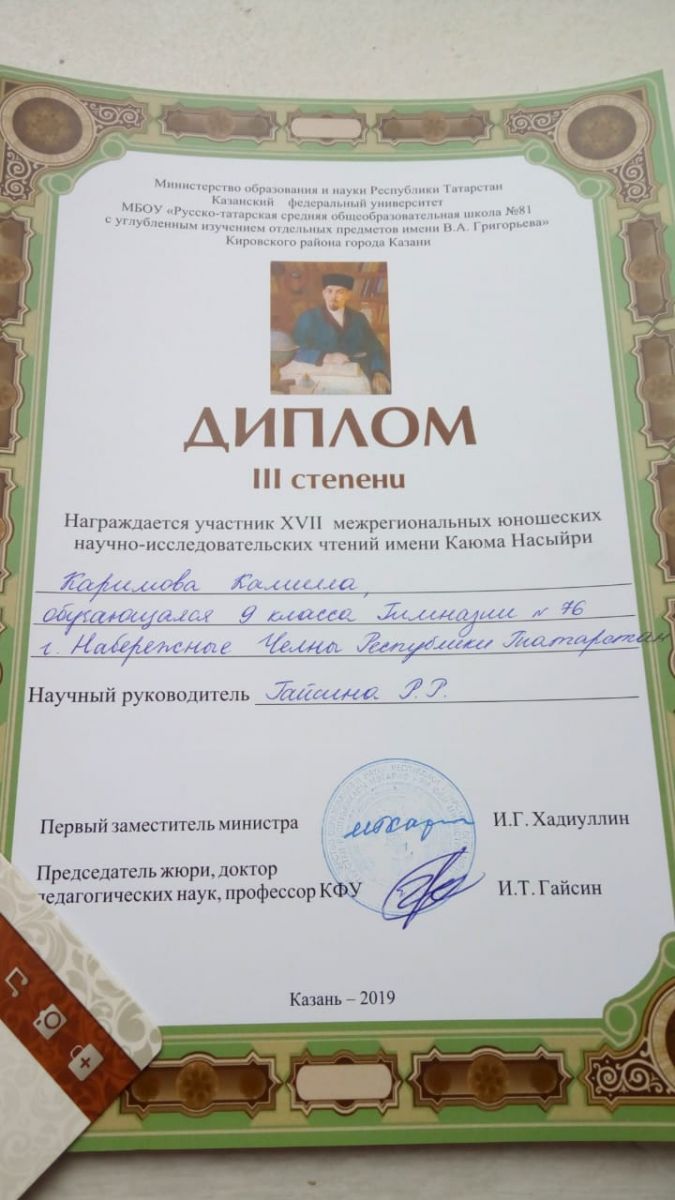 Министерство образования и науки Республики Татарстан
Казанский федеральный университет
МБОУ «Русско-татарская средняя общеобразовательная школа №81
с углубленным изучением отдельных предметов имени В.А. Григорьева»
Кировского района города Казани
ДИПЛОМ
III степени
Награждается участник XVII межрегиональных юношеских
научно-исследовательских чтений имени Каюма Насыйри
Каримова Камилла,
обучающаяся 9 класса Гимназии № 76
г. Набережные Челны Республики Татарстан
Научный руководитель Гайсина Р.Р.
Первый заместитель министра И.Г. Хадиуллин
Председатель жюри, доктор
педагогических наук, профессор КФУ И.Т. Гайсин
Казань – 2019